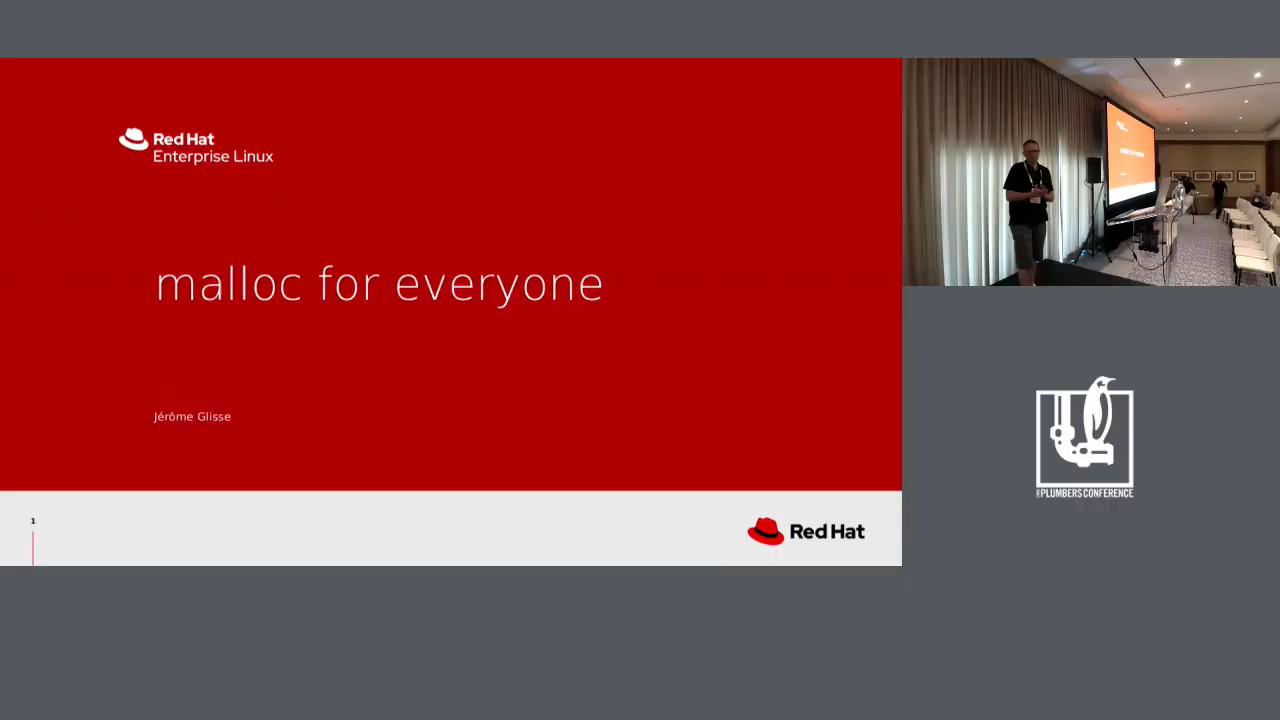 Red Hat
Enterprise Linux
malloc for everyone
Jérôme Glisse
1
Red Hat
PLUMBERS CONFERENCE